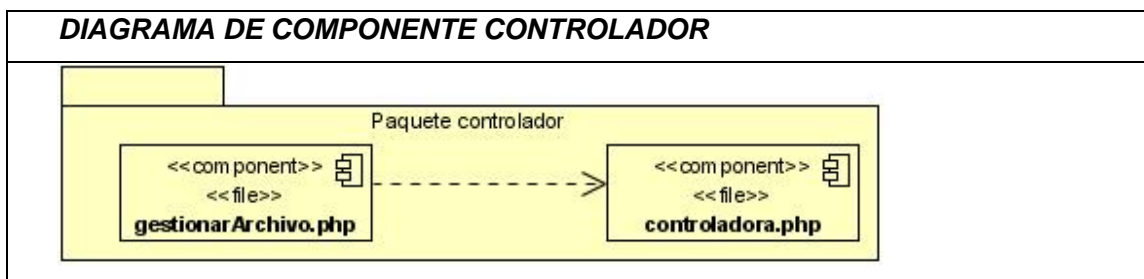 DIAGRAMA DE COMPONENTE CONTROLADOR
Paquete controlador
<<component>>
<<file>>
gestionarArchivo.php
<<component>>
<<file>>
controladora.php